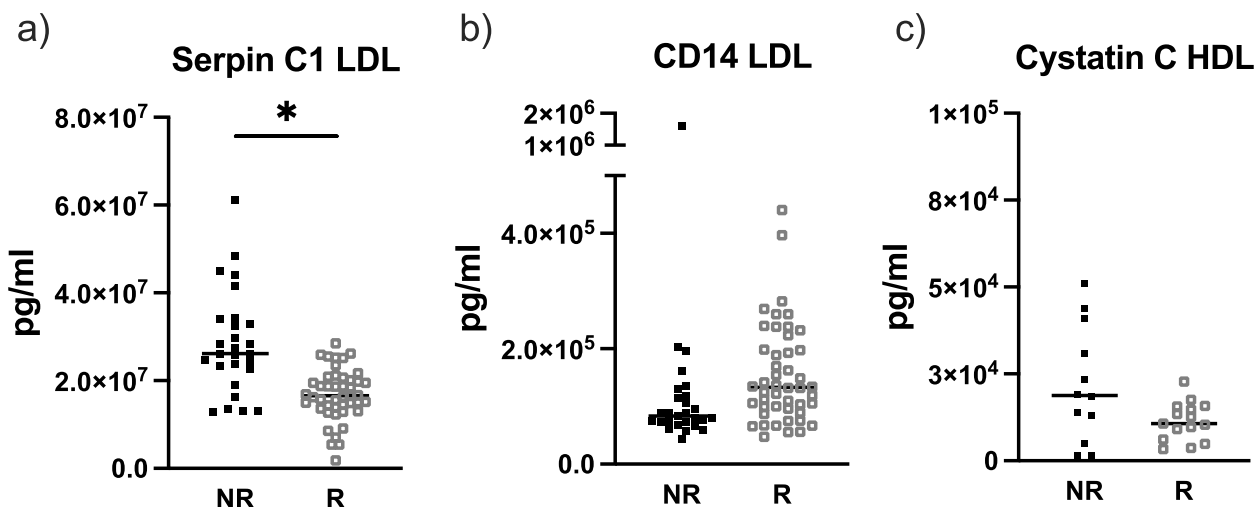 a)
Serpin C1 LDL
*
8.0×10⁷
6.0×10⁷
4.0×10⁷
2.0×10⁷
0.0
pg/ml
NR R
b)
CD14 LDL
2×10⁶
1×10⁶
4.0×10⁵
2.0×10⁵
0.0
pg/ml
NR R
c)
Cystatin C HDL
1×10⁵
8×10⁴
5×10⁴
3×10⁴
0
pg/ml
NR R